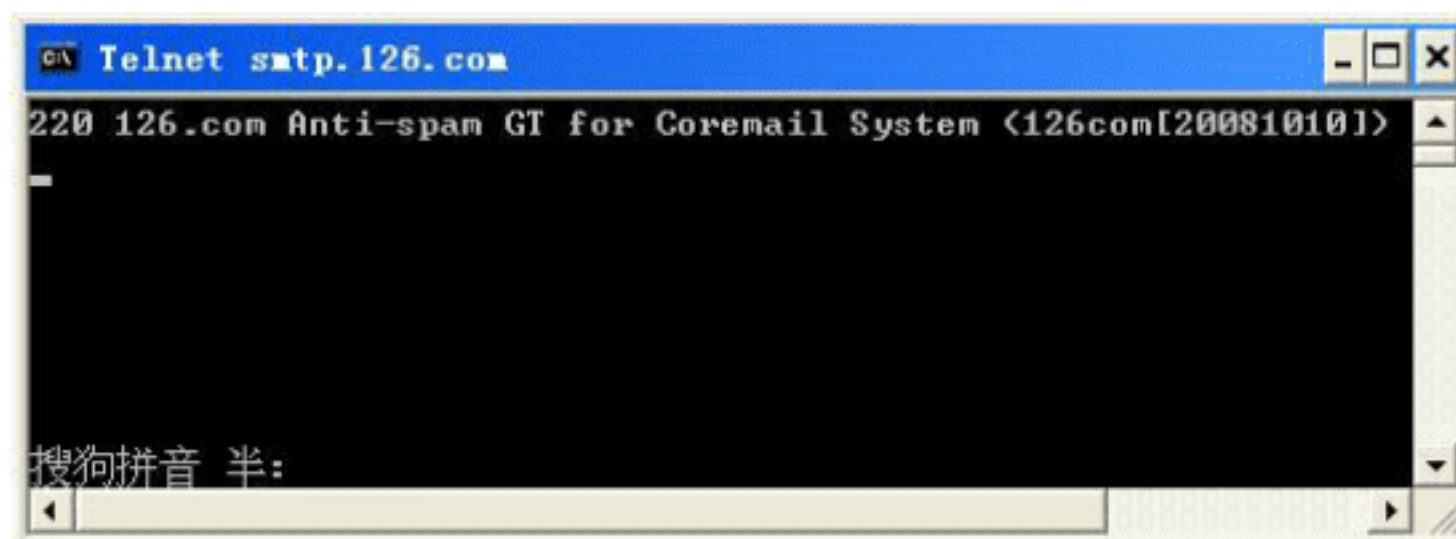 Telnet smtp.126.com
220 126.com Anti-spam GT for Coremail System (126com[20081010])
搜狗拼音 半: